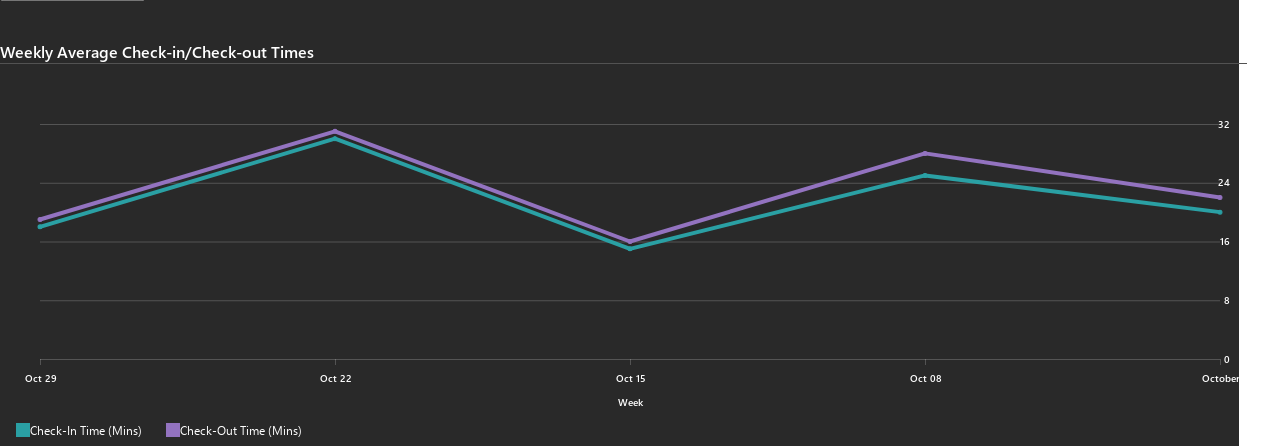 Weekly Average Check-in/Check-out Times
32
24
16
8
0
Oct 29 Oct 22 Oct 15 Oct 08 October
Week
Check-In Time (Mins) Check-Out Time (Mins)